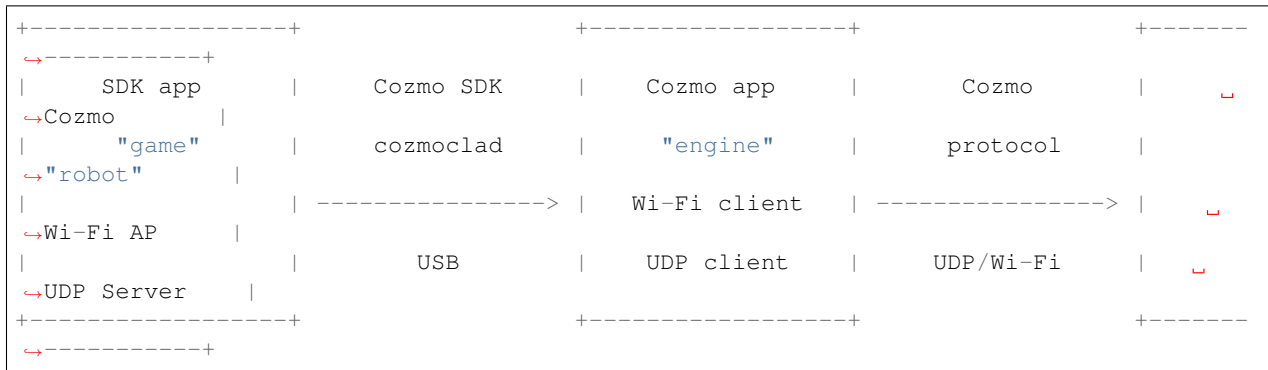 +------------------+                   +------------------+                   +-------
↪-----------+
|     SDK app      |     Cozmo SDK     |    Cozmo app     |       Cozmo       |     ␣
↪Cozmo       |
|      "game"      |     cozmoclad     |     "engine"     |      protocol     |
↪"robot"      |
|                  | ----------------> |   Wi-Fi client   | ----------------> |    ␣
↪Wi-Fi AP     |
|                  |        USB        |    UDP client    |     UDP/Wi-Fi     |   ␣
↪UDP Server    |
+------------------+                   +------------------+                   +-------
↪-----------+